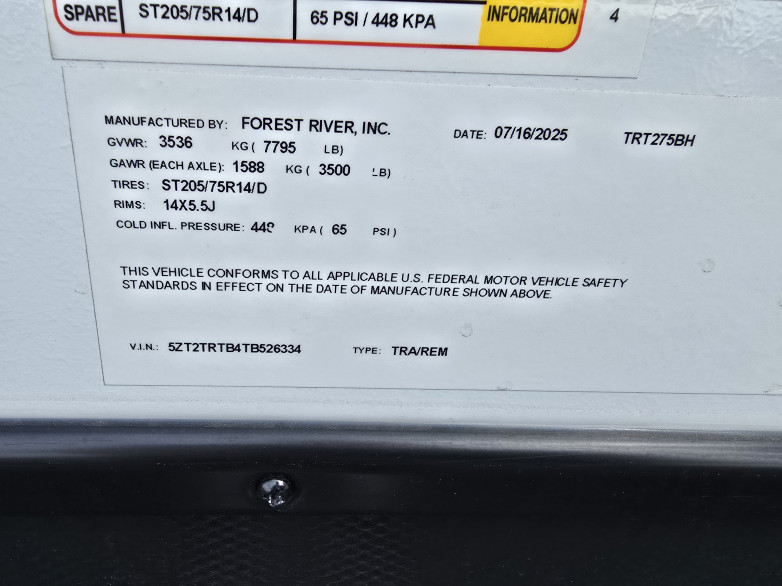 SPARE ST205/75R14/D 65 PSI / 448 KPA INFORMATION 4
MANUFACTURED BY: FOREST RIVER, INC. DATE: 07/16/2025 TRT275BH
GVWR: 3536 KG ( 7795 LB)
GAWR (EACH AXLE): 1588 KG ( 3500 LB)
TIRES: ST205/75R14/D
RIMS: 14X5.5J
COLD INFL. PRESSURE: 448 KPA ( 65 PSI )
THIS VEHICLE CONFORMS TO ALL APPLICABLE U.S. FEDERAL MOTOR VEHICLE SAFETY
STANDARDS IN EFFECT ON THE DATE OF MANUFACTURE SHOWN ABOVE.
V.I.N.: 5ZT2TRTB4TB526334 TYPE: TRA/REM